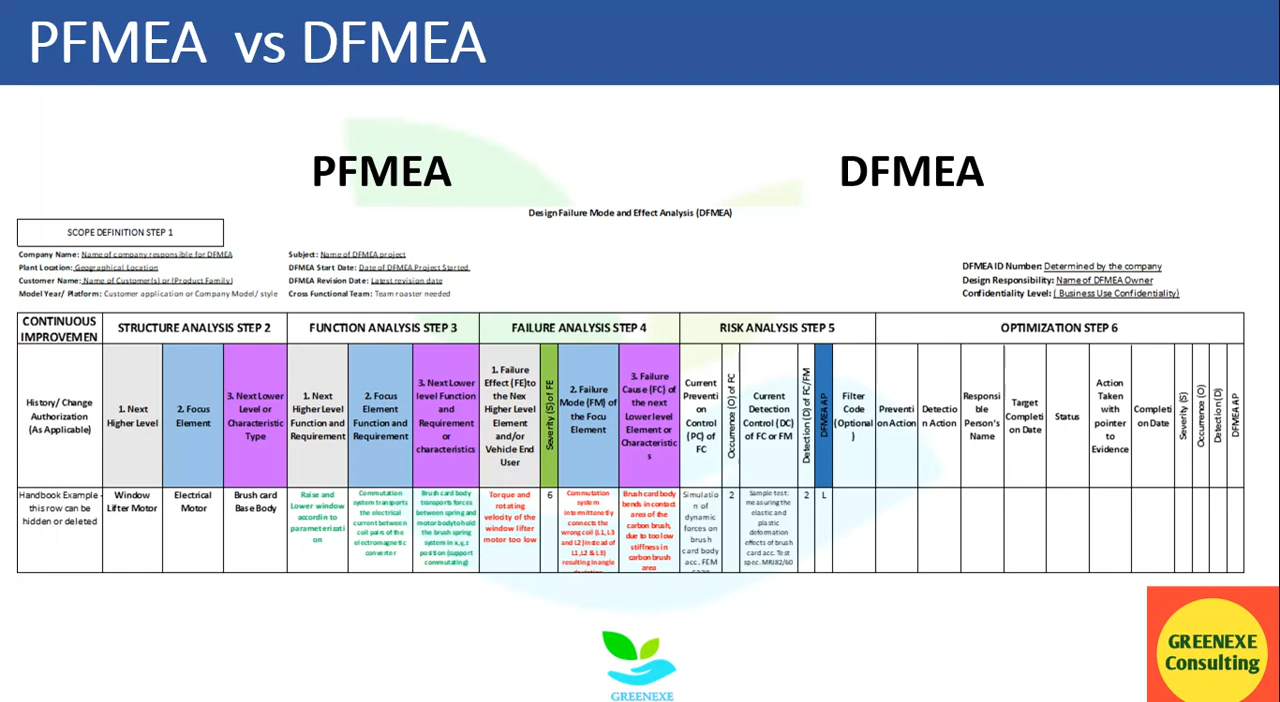 PFMEA vs DFMEA
PFMEA
DFMEA
Design Failure Mode and Effect Analysis (DFMEA)
SCOPE DEFINITION STEP 1
Company Name: Name of company responsible for DFMEA
Plant Location: Geographical Location
Customer Name: Name of Customer(s) or (Product Family)
Model Year/ Platform: Customer application or Company Model/ style
Subject: Name of DFMEA project
DFMEA Start Date: Date of DFMEA Project Started
DFMEA Revision Date: Latest revision date
Cross Functional Team: Team roaster needed
DFMEA ID Number: Determined by the company
Design Responsibility: Name of DFMEA Owner
Confidentiality Level: ( Business Use Confidentiality)
CONTINUOUS
IMPROVEMEN
STRUCTURE ANALYSIS STEP 2
FUNCTION ANALYSIS STEP 3
FAILURE ANALYSIS STEP 4
RISK ANALYSIS STEP 5
OPTIMIZATION STEP 6
History/ Change
Authorization
(As Applicable)
1. Next
Higher Level
2. Focus
Element
3. Next Lower
Level or
Characteristic
Type
1. Next
Higher Level
Function and
Requirement
2. Focus
Element
Function and
Requirement
3. Next Lower
level Function
and
Requirement
or
characteristics
1. Failure
Effect (FE)to
the Nex
Higher Level
Element
and/or
Vehicle End
User
Severity (S)of FE
2. Failure
Mode (FM) of
the Focu
Element
3. Failure
Cause (FC) of
the next
Lower level
Element or
Characteristic
s
Current
Preventi
on
Control
(PC) of
FC
Occurrence (O) of FC
Current
Detection
Control (DC)
of FC or FM
Detection (D) of FC/FM
DFMEA AP
Filter
Code
(Optional
)
Preventi
on Action
Detectio
n Action
Responsi
ble
Person's
Name
Target
Completi
on Date
Status
Action
Taken
with
pointer
to
Evidence
Completi
on Date
Severity (S)
Occurrence (O)
Detection (D)
DFMEA AP
Handbook Example -
this row can be
hidden or deleted
Window
Lifter Motor
Electrical
Motor
Brush card
Base Body
Raise and
Lower window
accordin to
parameterisati
on
Commutation
system transports
the electrical
current between
coil pairs of the
electromagnetic
converter
Brush card body
transports forces
between spring and
motor body to hold
the brush spring
system in x,y,z
position (support
commutating)
Torque and
rotating
velocity of the
window lifter
motor too low
6
Commutation
system
intermittenetly
connects the
wrong coil (L1, L3
and L2) instead of
L1 ,L2 & L3)
resulting in angle
Brush card body
bends in contact
area of the
carbon brush,
due to too low
stiffness in
carbon brush
area
Simulatio
n of
dynamic
forces on
brush
card body
acc. FEM
2
Sample test:
measuring the
elastic and
plastic
deformation
effects of brush
card acc. Test
spec. MRJ82/60
2
L
GREENEXE
GREENEXE
Consulting